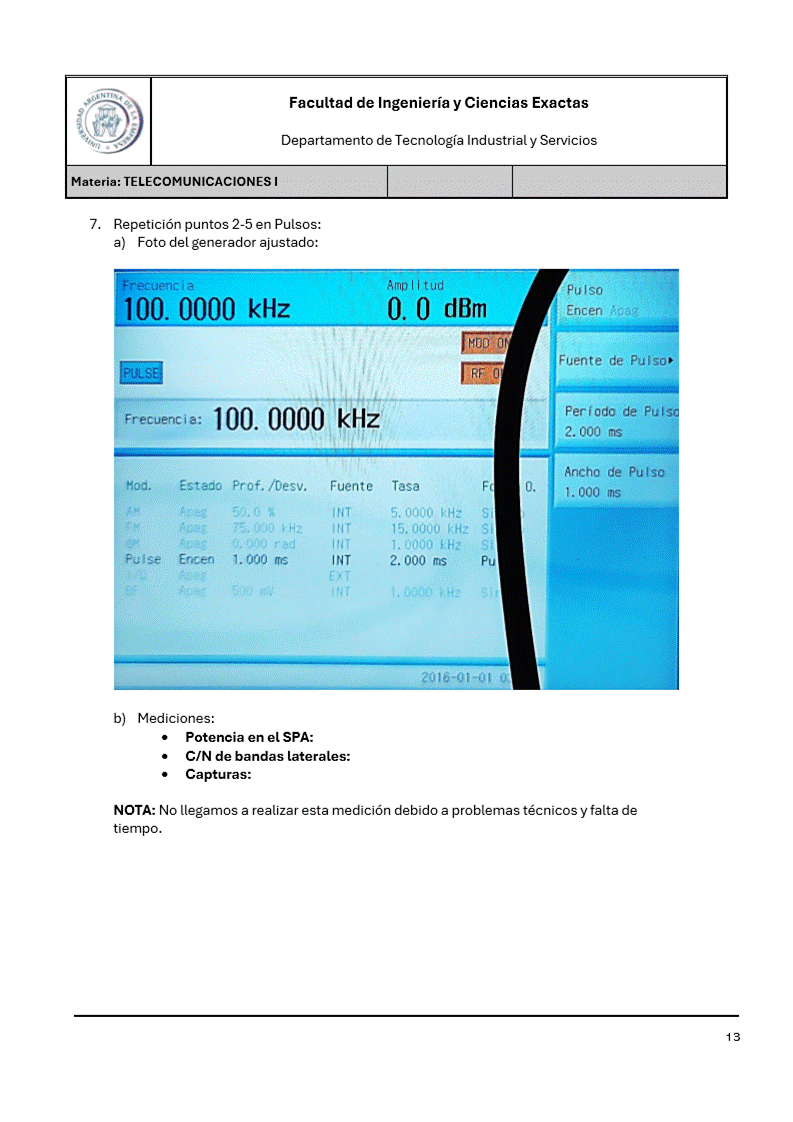 UNIVERSIDAD ARGENTINA DE LA EMPRESA
Facultad de Ingeniería y Ciencias Exactas
Departamento de Tecnología Industrial y Servicios
Materia: TELECOMUNICACIONES I
7. Repetición puntos 2-5 en Pulsos:
a) Foto del generador ajustado:
Frecuencia Amplitud
100.0000 kHz 0.0 dBm
MOD ON
PULSE RF
Frecuencia: 100.0000 kHz
Pulso
Encen Apag
Fuente de Pulso
Período de Pulso
2.000 ms
Ancho de Pulso
1.000 ms
Mod. Estado Prof./Desv. Fuente Tasa Fo O.
AM Apag 50.0 % INT 5.0000 kHz Si
FM Apag 75.000 kHz INT 15.0000 kHz Si
ΦM Apag 0.000 rad INT 1.0000 kHz Si
Pulse Encen 1.000 ms INT 2.000 ms Pu
I/Q Apag EXT
BF Apag 500 mV INT 1.0000 kHz Sin
2016-01-01 0
b) Mediciones:
• Potencia en el SPA:
• C/N de bandas laterales:
• Capturas:
NOTA: No llegamos a realizar esta medición debido a problemas técnicos y falta de
tiempo.
13